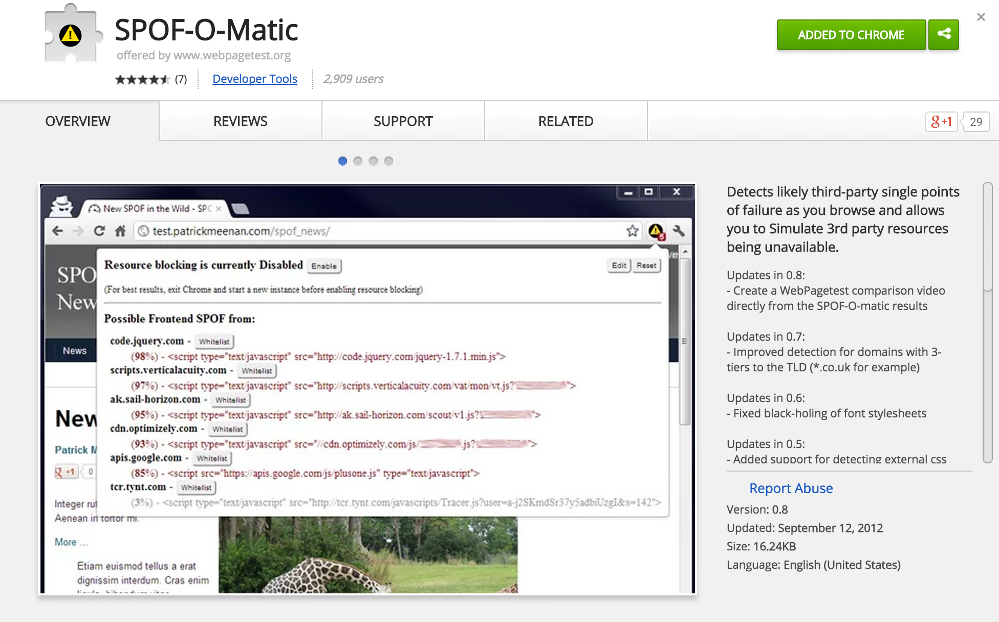 SPOF-O-Matic
offered by www.webpagetest.org
(7)
Developer Tools
2,909 users
ADDED TO CHROME
OVERVIEW
REVIEWS
SUPPORT
RELATED
g+1
29
New SPOF in the Wild - SPO
test.patrickmeenan.com/spof_news/
5
SPO
New
News
Resource blocking is currently Disabled
Enable
Edit
Reset
(For best results, exit Chrome and start a new instance before enabling resource blocking)
Possible Frontend SPOF from:
code.jquery.com - Whitelist
(98%) - <script type="text/javascript" src="http://code.jquery.com/jquery-1.7.1.min.js">
scripts.verticalacuity.com - Whitelist
(97%) - <script type="text/javascript" src="http://scripts.verticalacuity.com/vat/mon/vt.js? ">
ak.sail-horizon.com - Whitelist
(95%) - <script type="text/javascript" src="http://ak.sail-horizon.com/scout/v1.js? ">
cdn.optimizely.com - Whitelist
(93%) - <script type="text/javascript" src="//cdn.optimizely.com/js/ .js? ">
apis.google.com - Whitelist
(85%) - <script src="https://apis.google.com/js/plusone.js" type="text/javascript">
tcr.tynt.com - Whitelist
(3%) - <script type="text/javascript" src="http://tcr.tynt.com/javascripts/Tracer.js?user=a-j2SKmdSr37y5adbiUzgI&s=142">
New
Patrick M
g +1
0
Integer rut
Aenean in tortor mi.
More ...
Etiam euismod tellus a erat
dignissim interdum. Cras enim
Detects likely third-party single points
of failure as you browse and allows
you to Simulate 3rd party resources
being unavailable.
Updates in 0.8:
- Create a WebPagetest comparison video
directly from the SPOF-O-matic results
Updates in 0.7:
- Improved detection for domains with 3-
tiers to the TLD (*.co.uk for example)
Updates in 0.6:
- Fixed black-holing of font stylesheets
Updates in 0.5:
- Added support for detecting external css
Report Abuse
Version: 0.8
Updated: September 12, 2012
Size: 16.24KB
Language: English (United States)